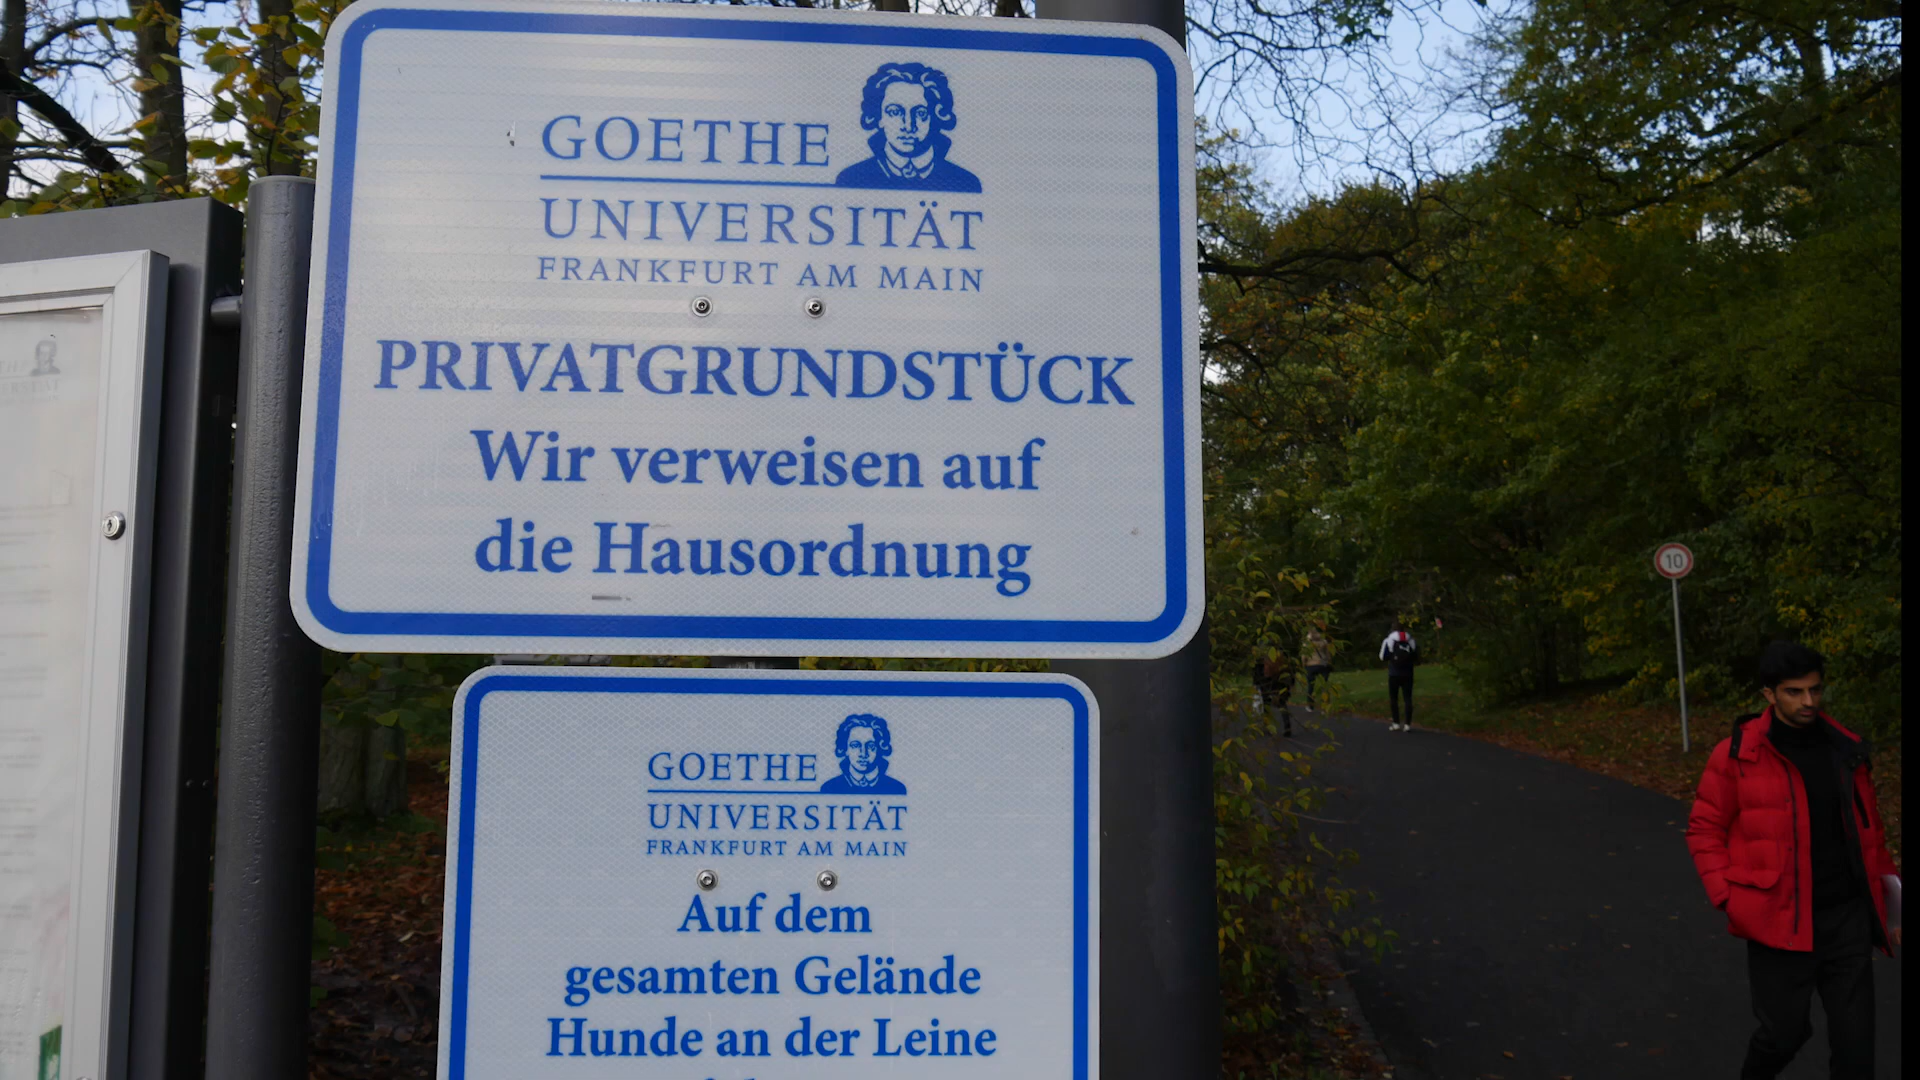 GOETHE
UNIVERSITÄT
FRANKFURT AM MAIN
PRIVATGRUNDSTÜCK
Wir verweisen auf
die Hausordnung
GOETHE
UNIVERSITÄT
FRANKFURT AM MAIN
Auf dem
gesamten Gelände
Hunde an der Leine
10